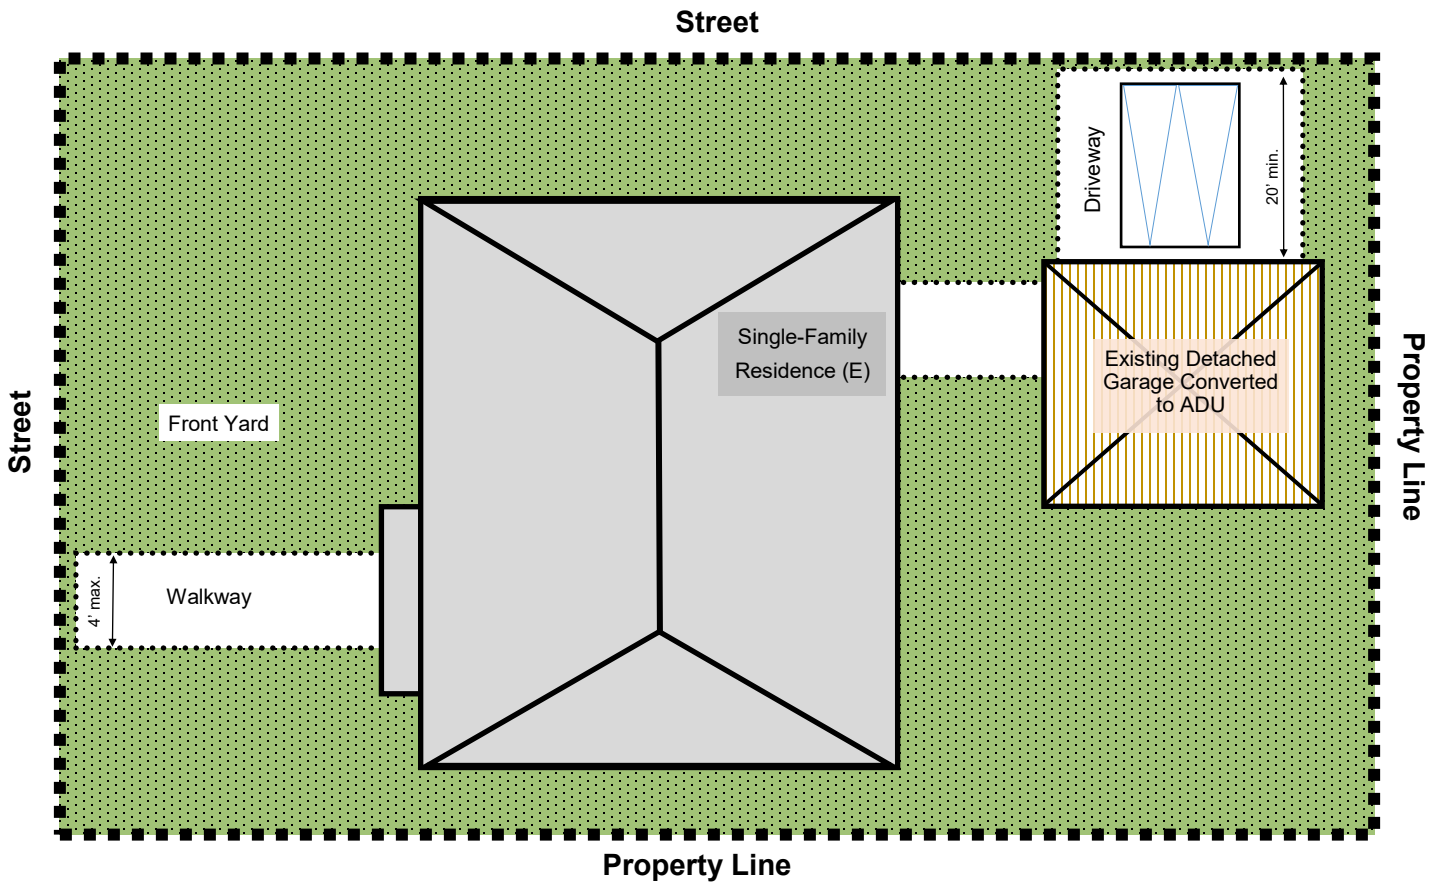 Street
Driveway
20' min.
Single-Family
Residence (E)
Existing Detached
Garage Converted
to ADU
Property Line
Street
Front Yard
4' max.
Walkway
Property Line